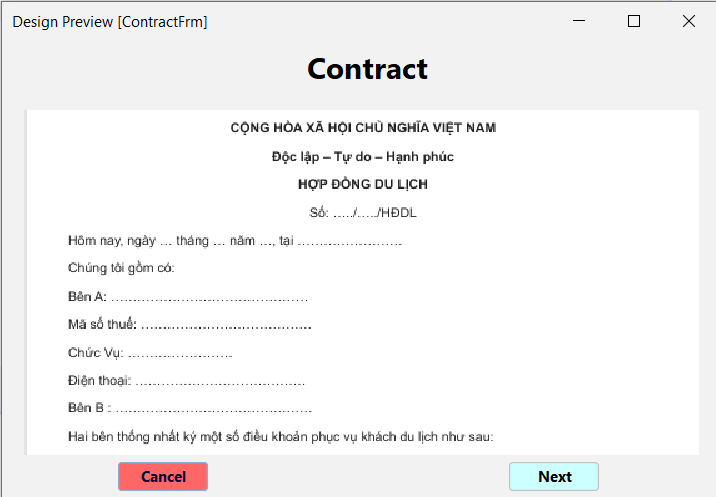 Design Preview [ContractFrm]
Contract
CỘNG HÒA XÃ HỘI CHỦ NGHĨA VIỆT NAM
Độc lập – Tự do – Hạnh phúc
HỢP ĐỒNG DU LỊCH
Số: …../…../HĐDL
Hôm nay, ngày … tháng … năm …, tại ……………………
Chúng tôi gồm có:
Bên A: ………………………………………
Mã số thuế: …………………………………
Chức Vụ: ……………………
Điện thoại: …………………………………
Bên B : ………………………………………
Hai bên thống nhất ký một số điều khoản phục vụ khách du lịch như sau:
Cancel Next